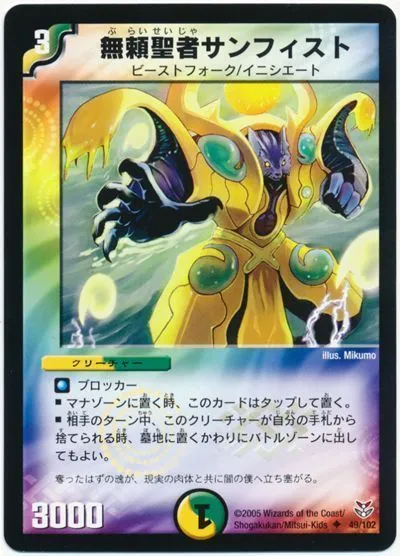 3
ぶらいせいじゃ
無頼聖者サンフィスト
ビーストフォーク/イニシエート
illus. Mikumo
クリーチャー
ブロッカー
■ マナゾーンに置く時、このカードはタップして置く。
■ 相手のターン中、このクリーチャーが自分の手札から
捨てられる時、墓地に置くかわりにバトルゾーンに出し
てもよい。
奪ったはずの魂が、現実の肉体と共に闇の僕へ立ち塞がる。
3000
1
©2005 Wizards of the Coast/
Shogakukan/Mitsui-Kids ◆ 49/102